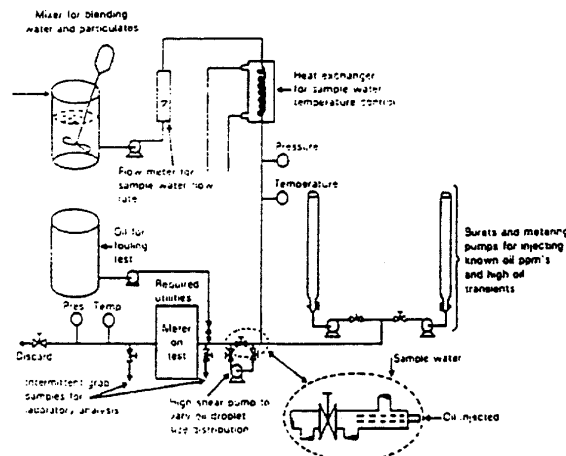 Mixer for blending
water and particulates
Heat exchanger
for sample water
temperature control
Flow meter for
sample water flow
rate
Pressure
Temperature
Oil for
fouling
test
Burets and metering
pumps for injecting
known oil ppm's
and high oil
transients
Required
utilities
Pres
Temp
Meter
on
test
Discard
Intermittent grab
samples for
laboratory analysis
High shear pump to
vary oil droplet
size distribution
Sample water
Oil injected